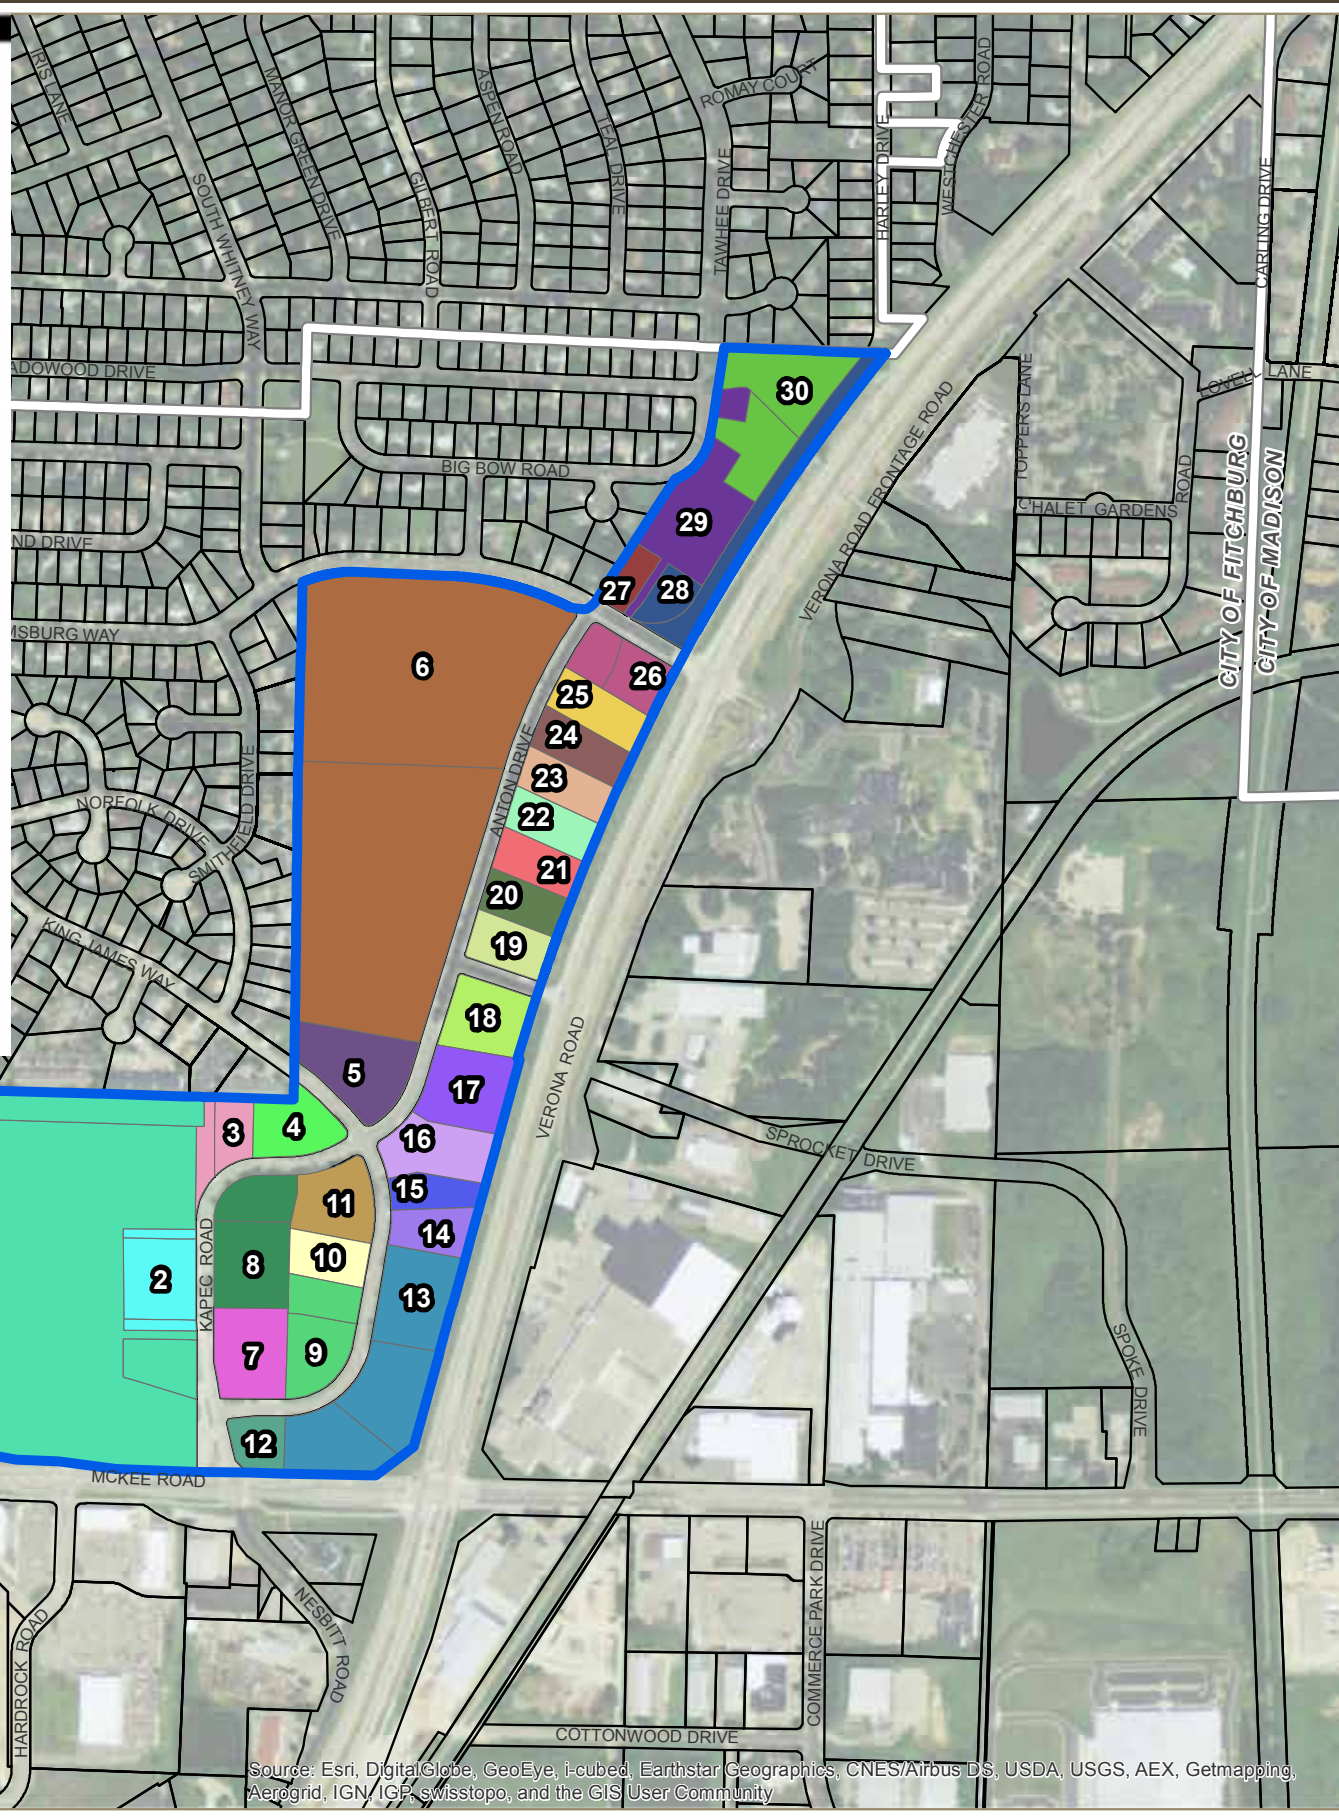 IRIS LANE
MANOR GREEN DRIVE
SOUTH WHITNEY WAY
GILBERT ROAD
ASPEN ROAD
TEAL DRIVE
ROMAY COURT
TAWHEE DRIVE
HARLEY DRIVE
WESTCHESTER ROAD
CARLING DRIVE
ADOWOOD DRIVE
LOVELL LANE
TOPPERS LANE
30
VERONA ROAD FRONTAGE ROAD
BIG BOW ROAD
CHALET GARDENS
ROAD
CITY OF FITCHBURG
CITY OF MADISON
29
ND DRIVE
27
28
MSBURG WAY
6
26
25
24
23
22
21
20
19
18
ANTON DRIVE
NORFOLK DRIVE
SMITHFIELD DRIVE
KING JAMES WAY
5
17
VERONA ROAD
3
4
16
SPROCKET DRIVE
15
11
14
KAPEC ROAD
8
10
2
13
7
9
SPOKE DRIVE
12
MCKEE ROAD
HARDROCK ROAD
NESBITT ROAD
COMMERCE PARK DRIVE
COTTONWOOD DRIVE
Source: Esri, DigitalGlobe, GeoEye, i-cubed, Earthstar Geographics, CNES/Airbus DS, USDA, USGS, AEX, Getmapping,
Aerogrid, IGN, IGP, swisstopo, and the GIS User Community